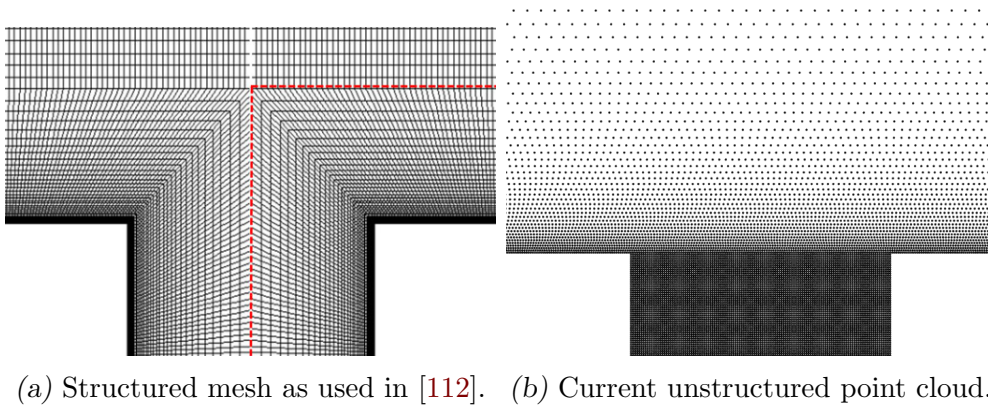 (a) Structured mesh as used in [112].
(b) Current unstructured point cloud.